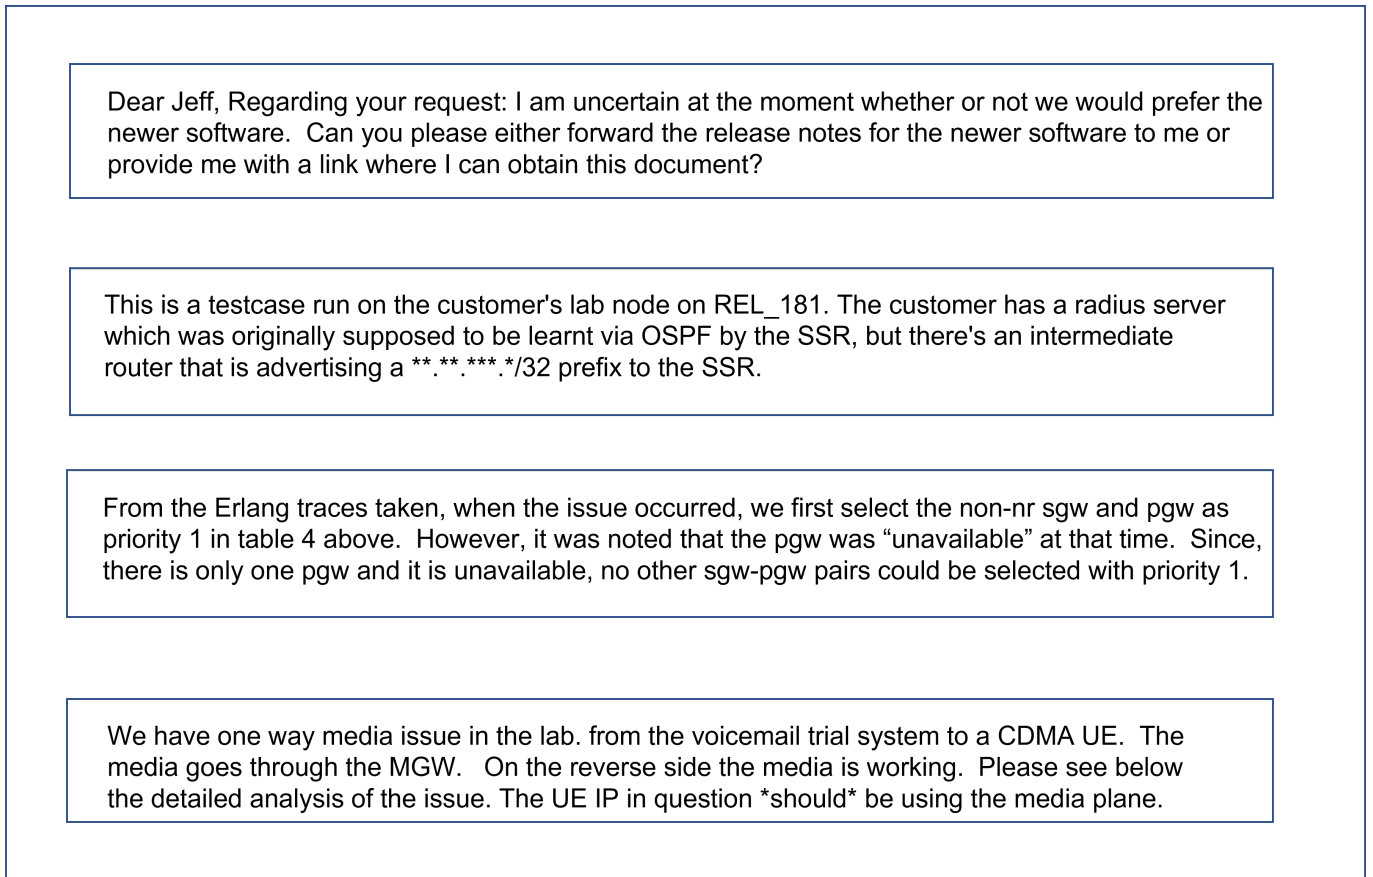 Dear Jeff, Regarding your request: I am uncertain at the moment whether or not we would prefer the
newer software.  Can you please either forward the release notes for the newer software to me or
provide me with a link where I can obtain this document?
This is a testcase run on the customer's lab node on REL_181. The customer has a radius server
which was originally supposed to be learnt via OSPF by the SSR, but there's an intermediate
router that is advertising a **.**.***.*/32 prefix to the SSR.
From the Erlang traces taken, when the issue occurred, we first select the non-nr sgw and pgw as
priority 1 in table 4 above.  However, it was noted that the pgw was “unavailable” at that time.  Since,
there is only one pgw and it is unavailable, no other sgw-pgw pairs could be selected with priority 1.
We have one way media issue in the lab. from the voicemail trial system to a CDMA UE.  The
media goes through the MGW.   On the reverse side the media is working.  Please see below
the detailed analysis of the issue. The UE IP in question *should* be using the media plane.